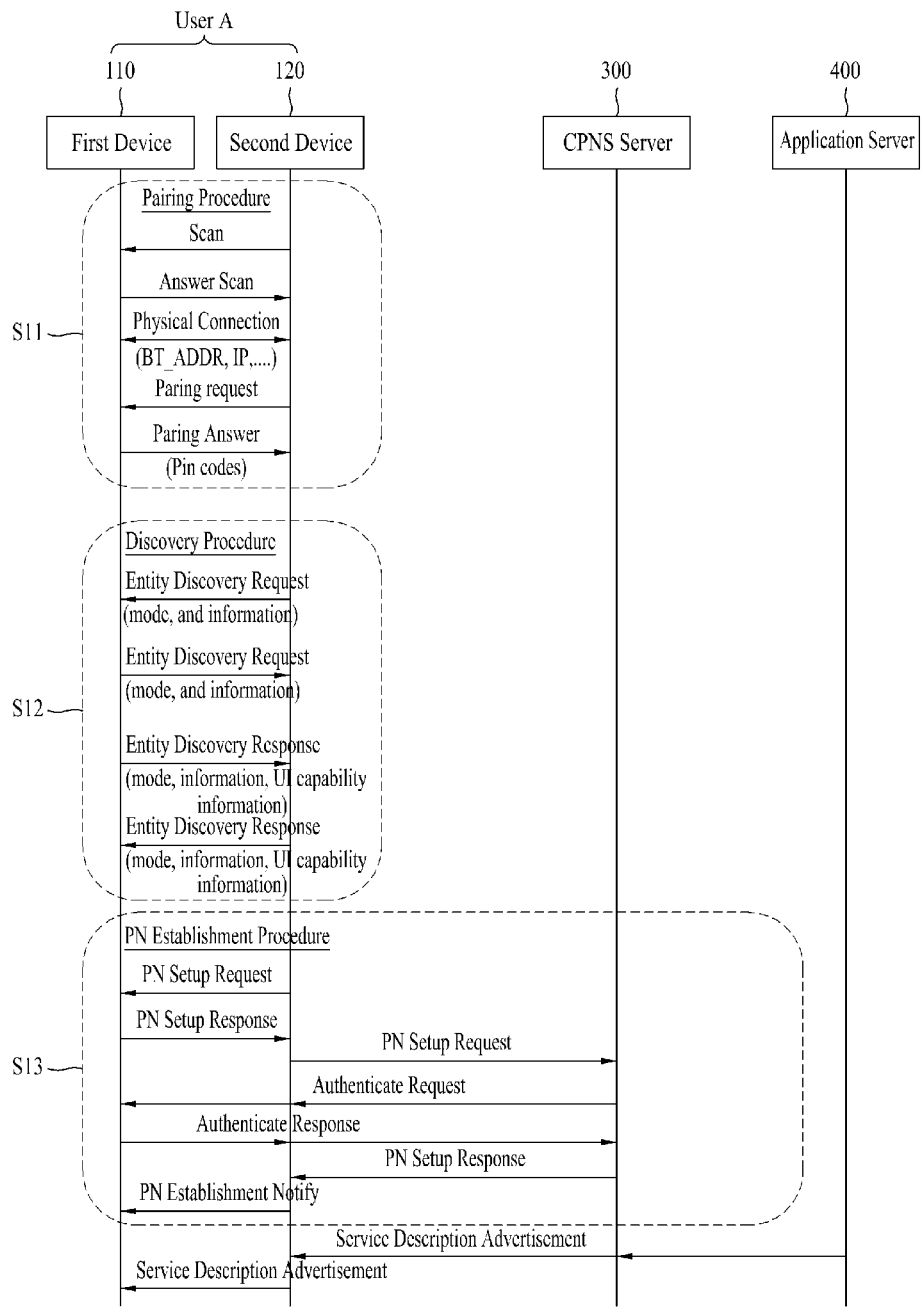 User A
110
120
300
400
First Device
Second Device
CPNS Server
Application Server
Pairing Procedure
Scan
Answer Scan
S11
Physical Connection
(BT_ADDR, IP,....)
Paring request
Paring Answer
(Pin codes)
Discovery Procedure
Entity Discovery Request
(mode, and information)
Entity Discovery Request
(mode, and information)
S12
Entity Discovery Response
(mode, information, UI capability
information)
Entity Discovery Response
(mode, information, UI capability
information)
PN Establishment Procedure
PN Setup Request
PN Setup Response
PN Setup Request
S13
Authenticate Request
Authenticate Response
PN Setup Response
PN Establishment Notify
Service Description Advertisement
Service Description Advertisement